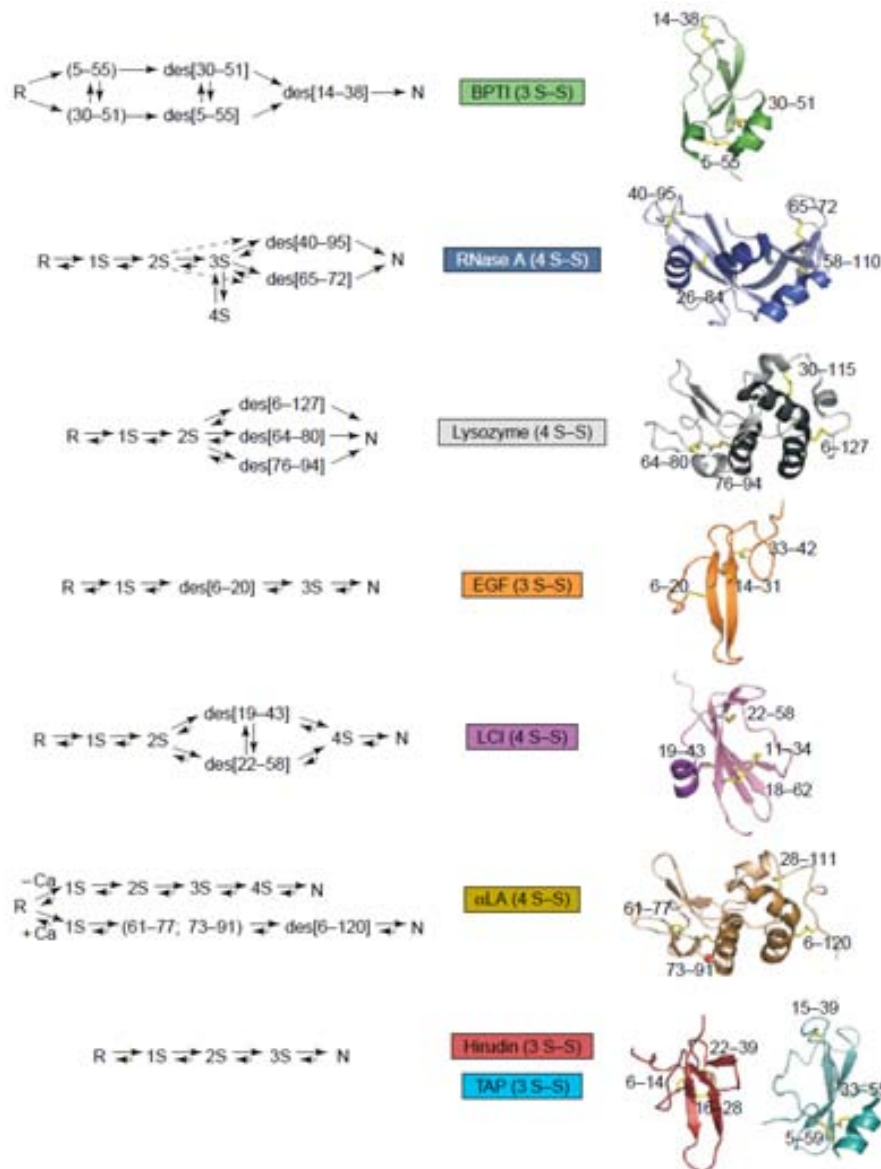 14–38
(5–55) des[30–51]
R des[14–38] N
(30–51) des[5–55]
BPTI (3 S–S)
30–51
5–55
40–95
65–72
des[40–95]
R 1S 2S 3S N
des[65–72]
4S
RNase A (4 S–S)
58–110
26–84
30–115
des[6–127]
R 1S 2S des[64–80] N
des[76–94]
Lysozyme (4 S–S)
6–127
64–80
76–94
33–42
R 1S des[6–20] 3S N
EGF (3 S–S)
6–20
14–31
des[19–43]
R 1S 2S 4S N
des[22–58]
LCI (4 S–S)
22–58
19–43
11–34
18–62
–Ca
1S 2S 3S 4S N
R
+Ca
1S (61–77; 73–91) des[6–120] N
αLA (4 S–S)
28–111
61–77
6–120
73–91
R 1S 2S 3S N
Hirudin (3 S–S)
TAP (3 S–S)
22–39
6–14
16–28
15–39
5–59